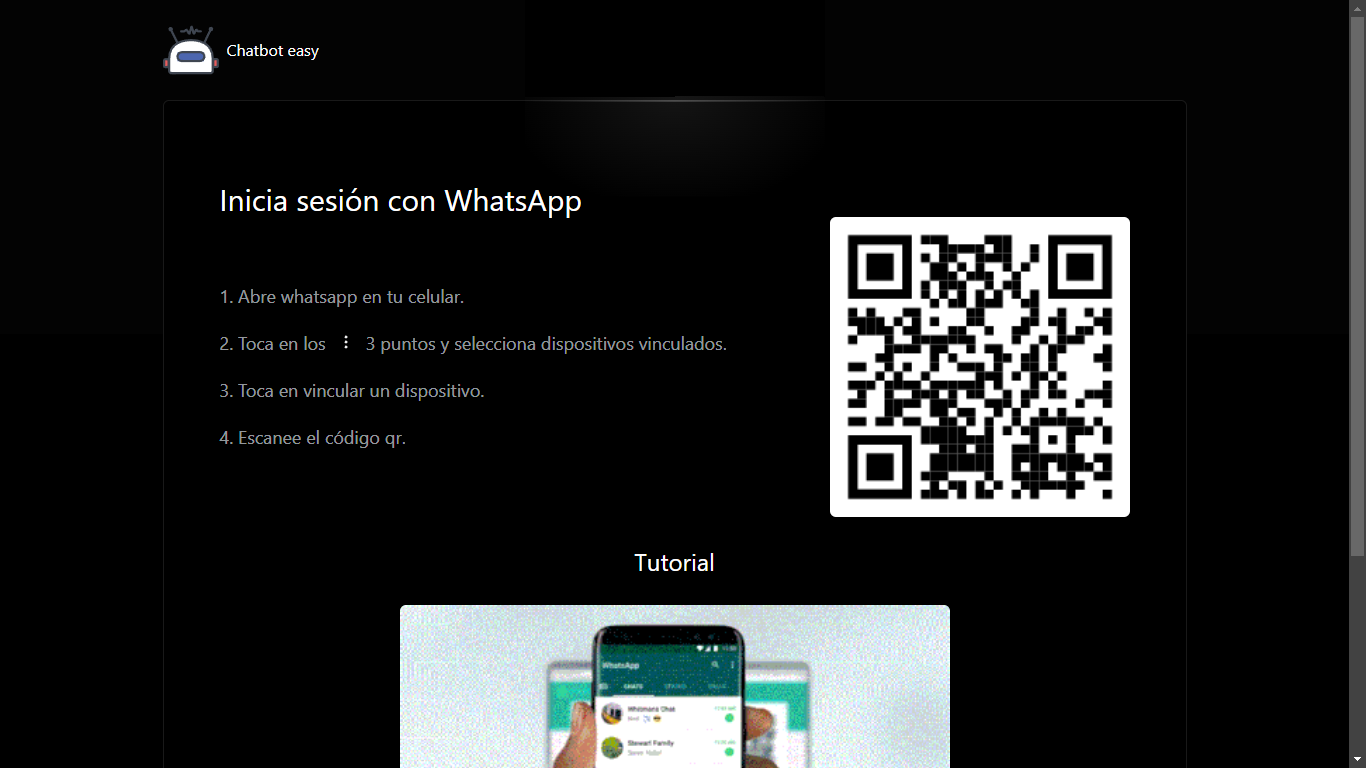 Chatbot easy
Inicia sesión con WhatsApp
1. Abre whatsapp en tu celular.
2. Toca en los 3 puntos y selecciona dispositivos vinculados.
3. Toca en vincular un dispositivo.
4. Escanee el código qr.
Tutorial
WhatsApp
CHATS
Whitmans Chat
Stewart Family